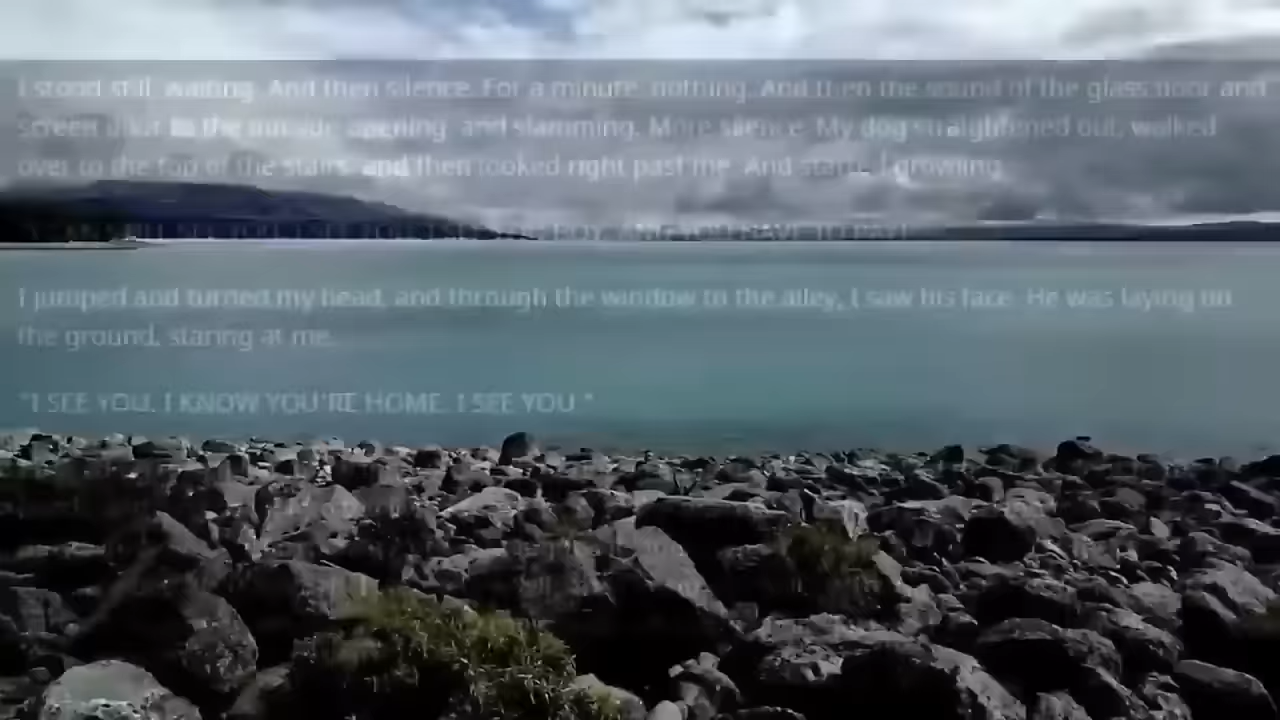 I stood still, waiting. And then silence. For a minute, nothing. And then the sound of the glass door and
screen door to the outside opening, and slamming. More silence. My dog straightened out, walked
over to the top of the stairs, and then looked right past me. And started growling.
I jumped and turned my head, and through the window to the alley, I saw his face. He was laying on
the ground, staring at me.
"I SEE YOU. I KNOW YOU'RE HOME. I SEE YOU."